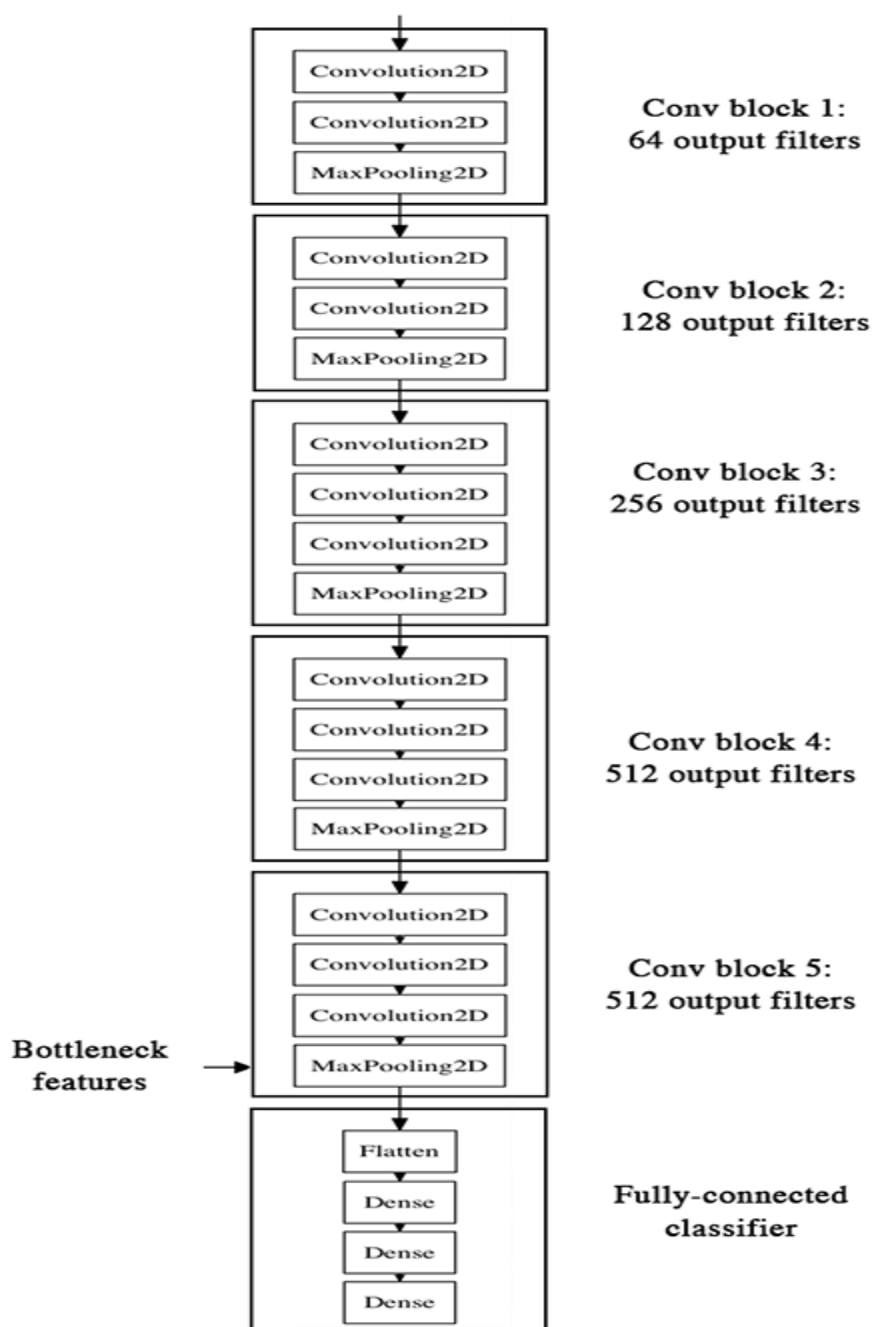 Convolution2D
Convolution2D
MaxPooling2D
Conv block 1:
64 output filters
Convolution2D
Convolution2D
MaxPooling2D
Conv block 2:
128 output filters
Convolution2D
Convolution2D
Convolution2D
MaxPooling2D
Conv block 3:
256 output filters
Convolution2D
Convolution2D
Convolution2D
MaxPooling2D
Conv block 4:
512 output filters
Convolution2D
Convolution2D
Convolution2D
MaxPooling2D
Conv block 5:
512 output filters
Bottleneck
features
Flatten
Dense
Dense
Dense
Fully-connected
classifier